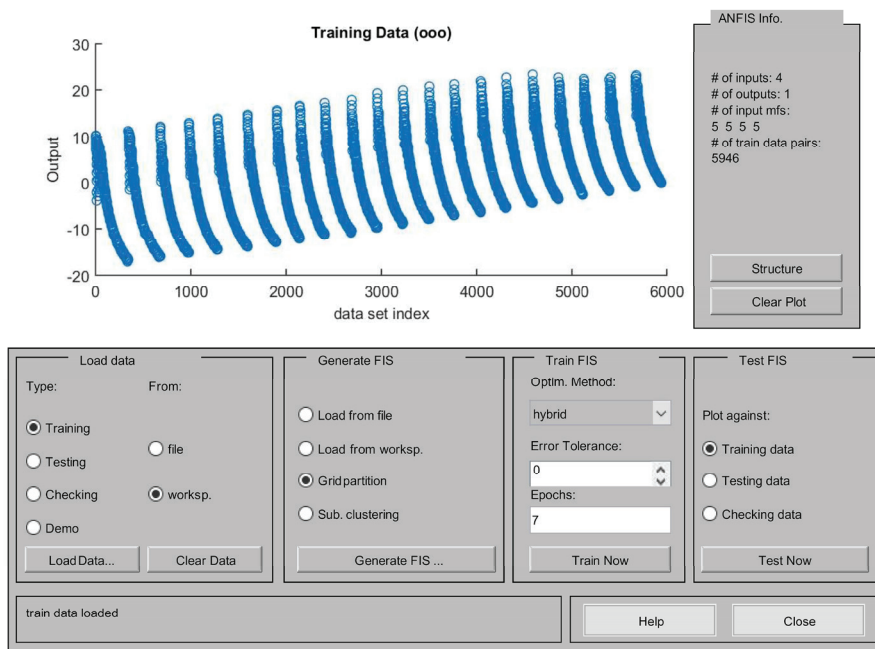 Training Data (ooo)
30
20
10
0
-10
-20
Output
0
1000
2000
3000
4000
5000
6000
data set index
ANFIS Info.
# of inputs: 4
# of outputs: 1
# of input mfs:
5 5 5 5
# of train data pairs:
5946
Structure
Clear Plot
Load data
Type:
From:
Training
Testing
Checking
Demo
file
worksp.
Load Data...
Clear Data
Generate FIS
Load from file
Load from worksp.
Grid partition
Sub. clustering
Generate FIS ...
Train FIS
Optim. Method:
hybrid
Error Tolerance:
0
Epochs:
7
Train Now
Test FIS
Plot against:
Training data
Testing data
Checking data
Test Now
train data loaded
Help
Close